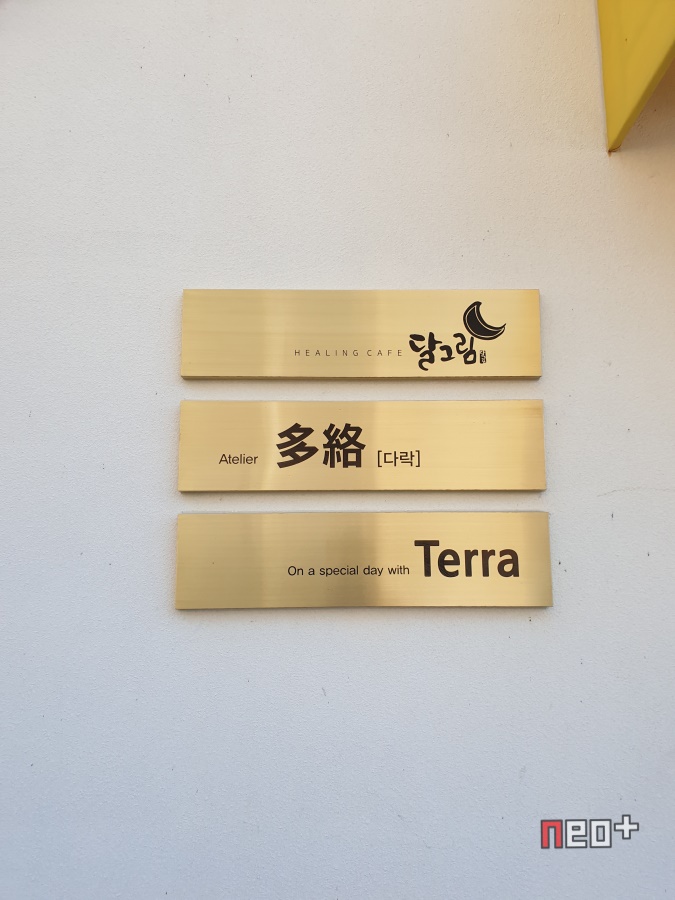 HEALING CAFE 달그림
Atelier 多絡 [다락]
On a special day with Terra
neo+